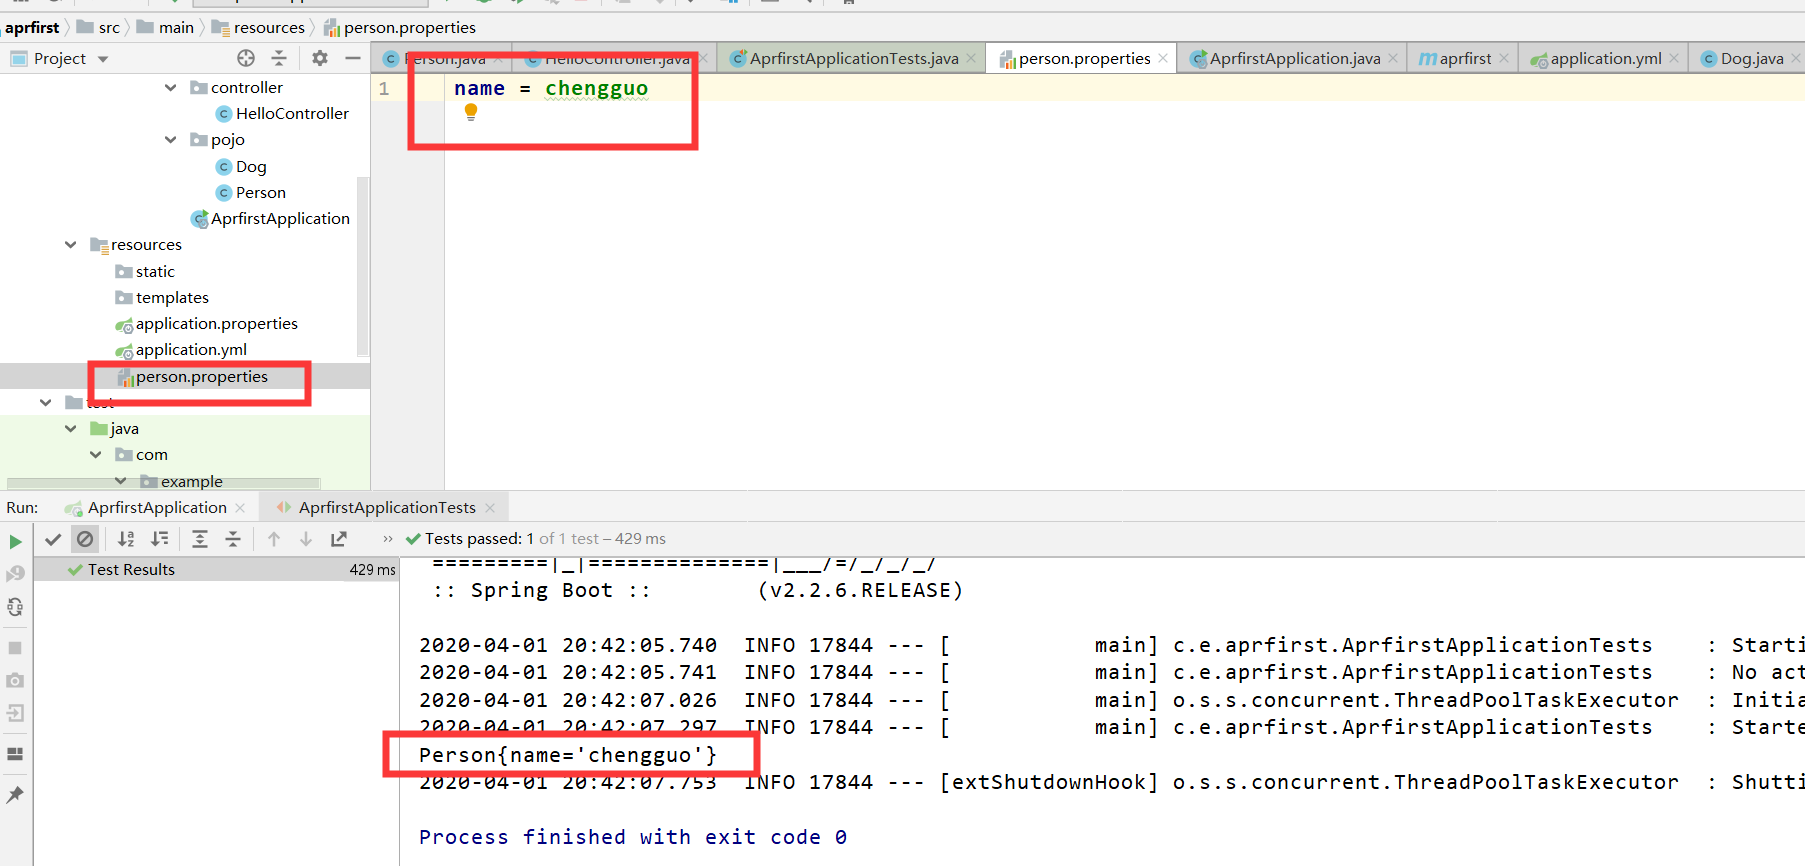 aprfirst src main resources person.properties
Project
Person.java HelloController.java AprfirstApplicationTests.java person.properties AprfirstApplication.java aprfirst application.yml Dog.java
controller
HelloController
pojo
Dog
Person
AprfirstApplication
resources
static
templates
application.properties
application.yml
person.properties
test
java
com
example
1 name = chengguo
Run: AprfirstApplication AprfirstApplicationTests
» Tests passed: 1 of 1 test – 429 ms
Test Results 429 ms
=========|_|==============|___/=/_/_/_/
:: Spring Boot :: (v2.2.6.RELEASE)
2020-04-01 20:42:05.740 INFO 17844 --- [ main] c.e.aprfirst.AprfirstApplicationTests : Starti
2020-04-01 20:42:05.741 INFO 17844 --- [ main] c.e.aprfirst.AprfirstApplicationTests : No act
2020-04-01 20:42:07.026 INFO 17844 --- [ main] o.s.s.concurrent.ThreadPoolTaskExecutor : Initia
2020-04-01 20:42:07.297 INFO 17844 --- [ main] c.e.aprfirst.AprfirstApplicationTests : Starte
Person{name='chengguo'}
2020-04-01 20:42:07.753 INFO 17844 --- [extShutdownHook] o.s.s.concurrent.ThreadPoolTaskExecutor : Shutti
Process finished with exit code 0